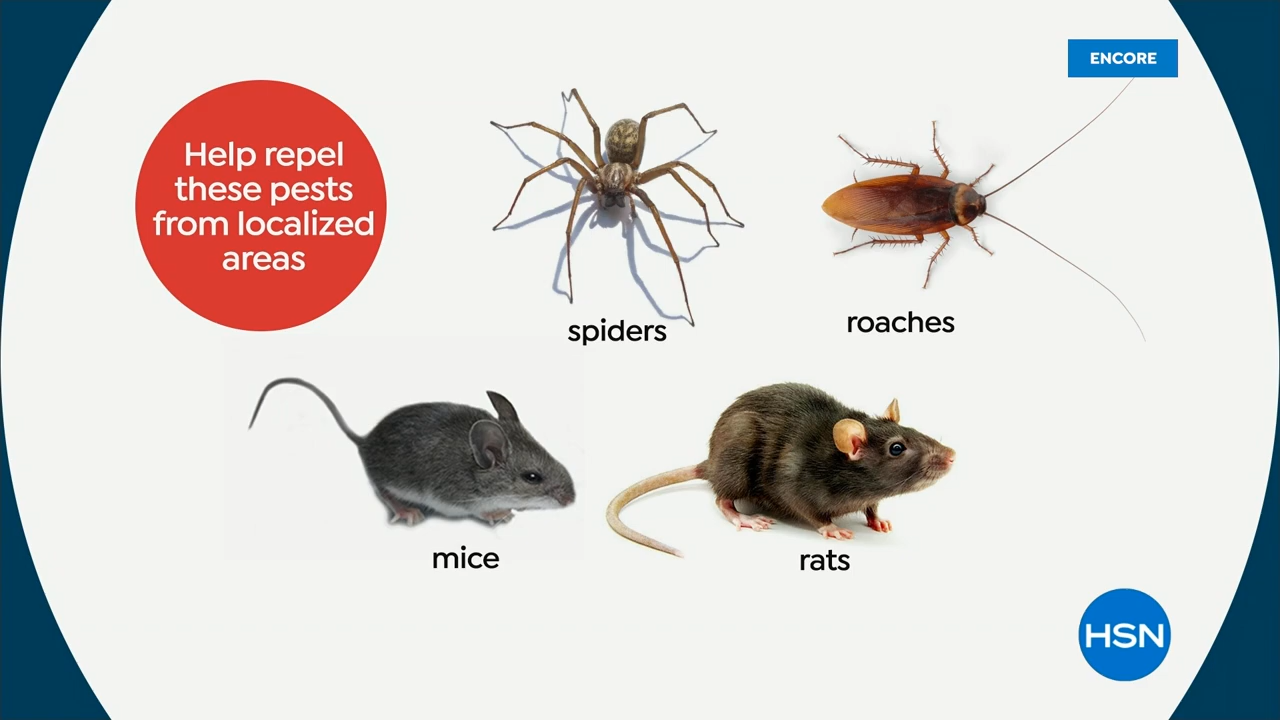 ENCORE
Help repel
these pests
from localized
areas
spiders
roaches
mice
rats
HSN